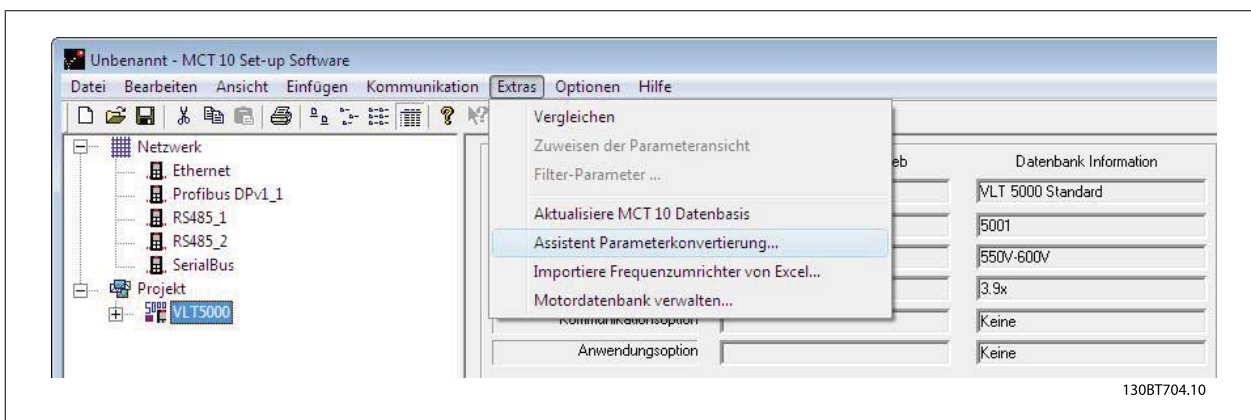 Unbenannt - MCT 10 Set-up Software
Datei Bearbeiten Ansicht Einfügen Kommunikation Extras Optionen Hilfe
Vergleichen
Zuweisen der Parameteransicht
Filter-Parameter ...
Aktualisiere MCT 10 Datenbasis
Assistent Parameterkonvertierung...
Importiere Frequenzumrichter von Excel...
Motordatenbank verwalten...
Netzwerk
Ethernet
Profibus DPv1_1
RS485_1
RS485_2
SerialBus
Projekt
VLT5000
eb Datenbank Information
VLT 5000 Standard
5001
550V-600V
3.9x
Kommunikationsoption Keine
Anwendungsoption Keine
130BT704.10